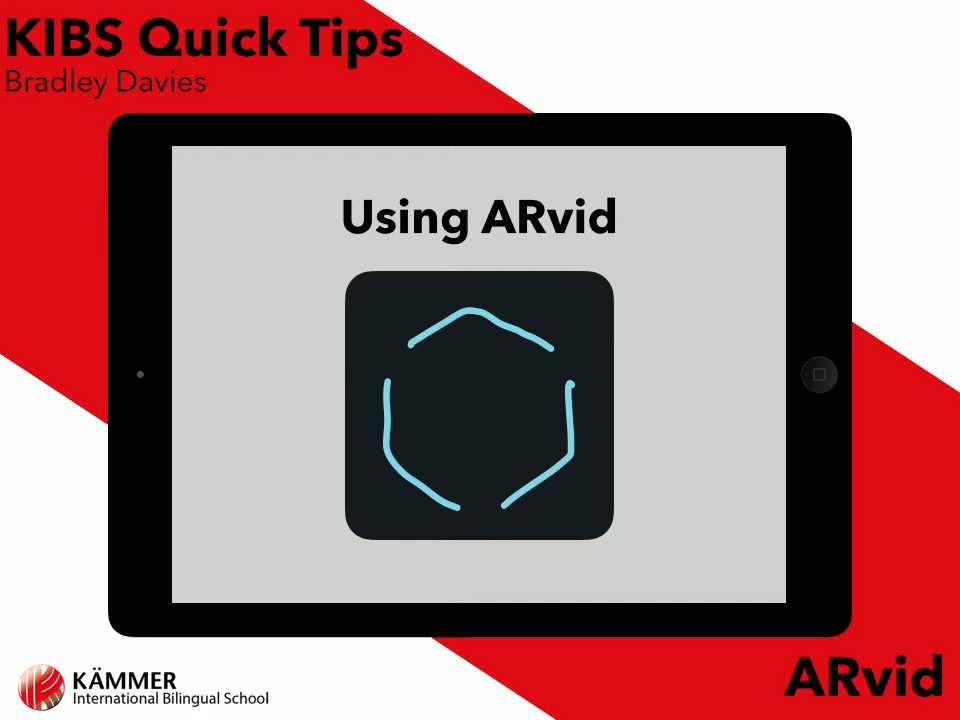 KIBS Quick Tips
Bradley Davies
Using ARvid
KÄMMER
International Bilingual School
ARvid